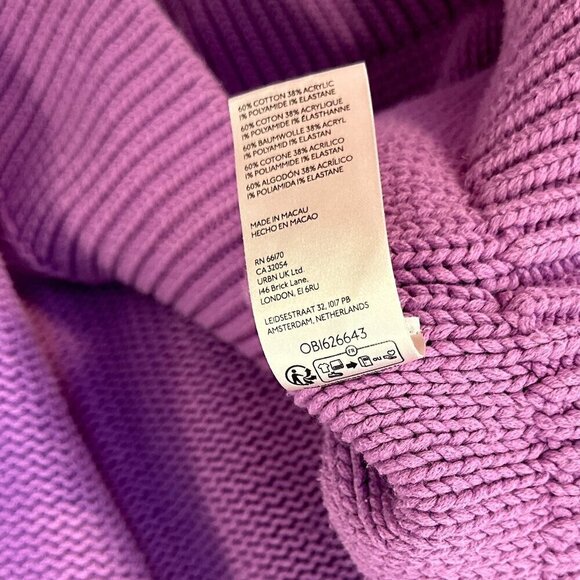 60% COTTON 38% ACRYLIC
1% POLYAMIDE 1% ELASTANE
60% COTON 38% ACRYLIQUE
1% POLYAMIDE 1% ÉLASTHANNE
60% BAUMWOLLE 38% ACRYL
1% POLYAMID 1% ELASTAN
60% COTONE 38% ACRILICO
1% POLIAMMIDE 1% ELASTAN
60% ALGODÓN 38% ACRÍLICO
1% POLIAMIDA 1% ELASTANE
MADE IN MACAU
HECHO EN MACAO
RN 66170
CA 32054
URBN UK Ltd.
146 Brick Lane,
LONDON, E1 6RU
LEIDSESTRAAT 32, 1017 PB
AMSTERDAM, NETHERLANDS
OB1626643
FR
OU